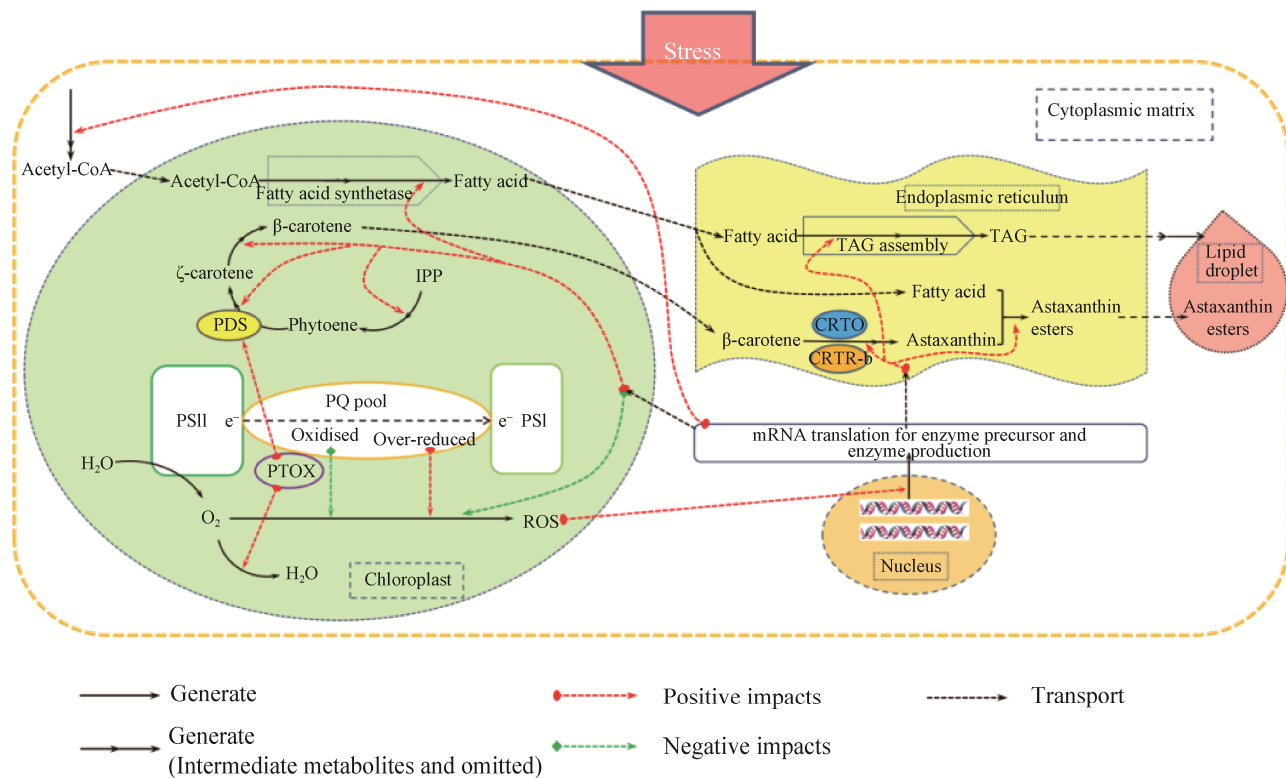 Stress
Cytoplasmic matrix
Acetyl-CoA
Acetyl-CoA
Fatty acid synthetase
Fatty acid
β-carotene
ζ-carotene
IPP
PDS
Phytoene
PSII
e⁻
PQ pool
Oxidised
Over-reduced
e⁻
PSI
H₂O
PTOX
O₂
ROS
H₂O
Chloroplast
Endoplasmic reticulum
Fatty acid
TAG assembly
TAG
Fatty acid
β-carotene
CRTO
CRTR-b
Astaxanthin
Astaxanthin
esters
Lipid
droplet
Astaxanthin
esters
mRNA translation for enzyme precursor and
enzyme production
Nucleus
Generate
Positive impacts
Transport
Generate
(Intermediate metabolites and omitted)
Negative impacts